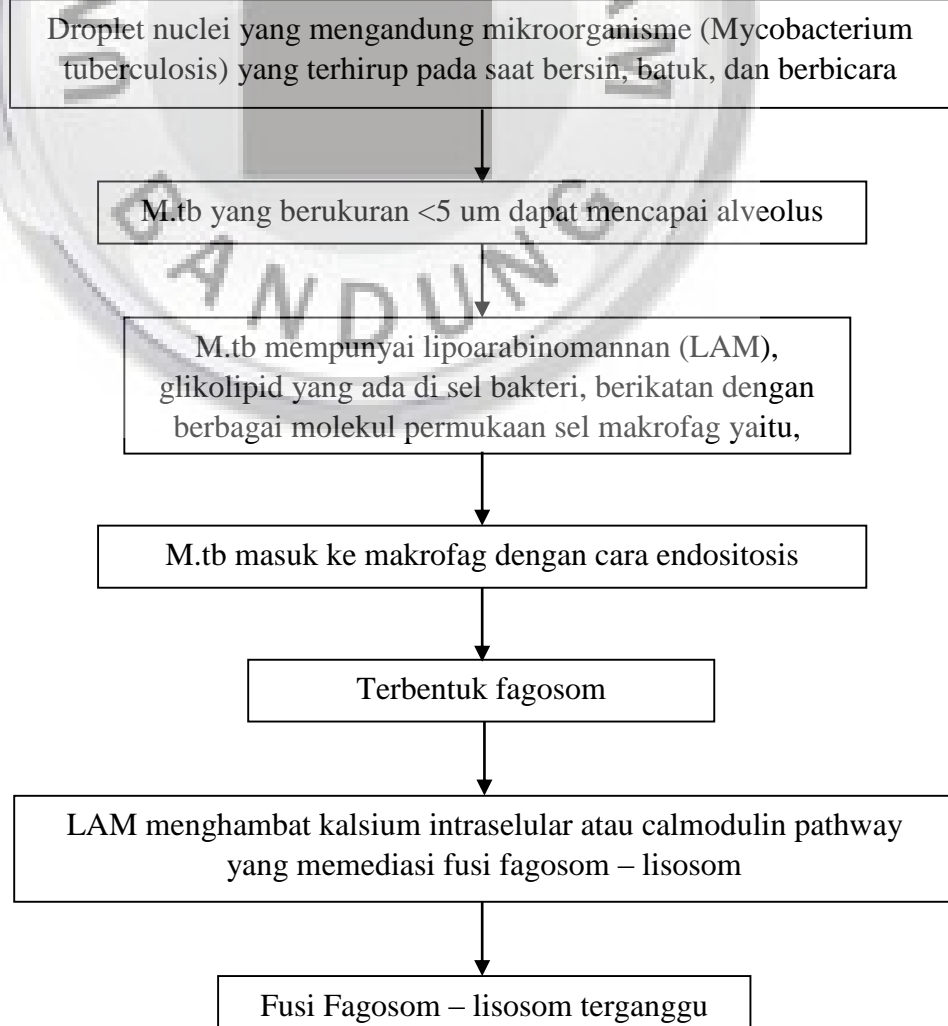 Droplet nuclei yang mengandung mikroorganisme (Mycobacterium
tuberculosis) yang terhirup pada saat bersin, batuk, dan berbicara
M.tb yang berukuran <5 um dapat mencapai alveolus
BANDUNG
M.tb mempunyai lipoarabinomannan (LAM),
glikolipid yang ada di sel bakteri, berikatan dengan
berbagai molekul permukaan sel makrofag yaitu,
M.tb masuk ke makrofag dengan cara endositosis
Terbentuk fagosom
LAM menghambat kalsium intraselular atau calmodulin pathway
yang memediasi fusi fagosom – lisosom
Fusi Fagosom – lisosom terganggu